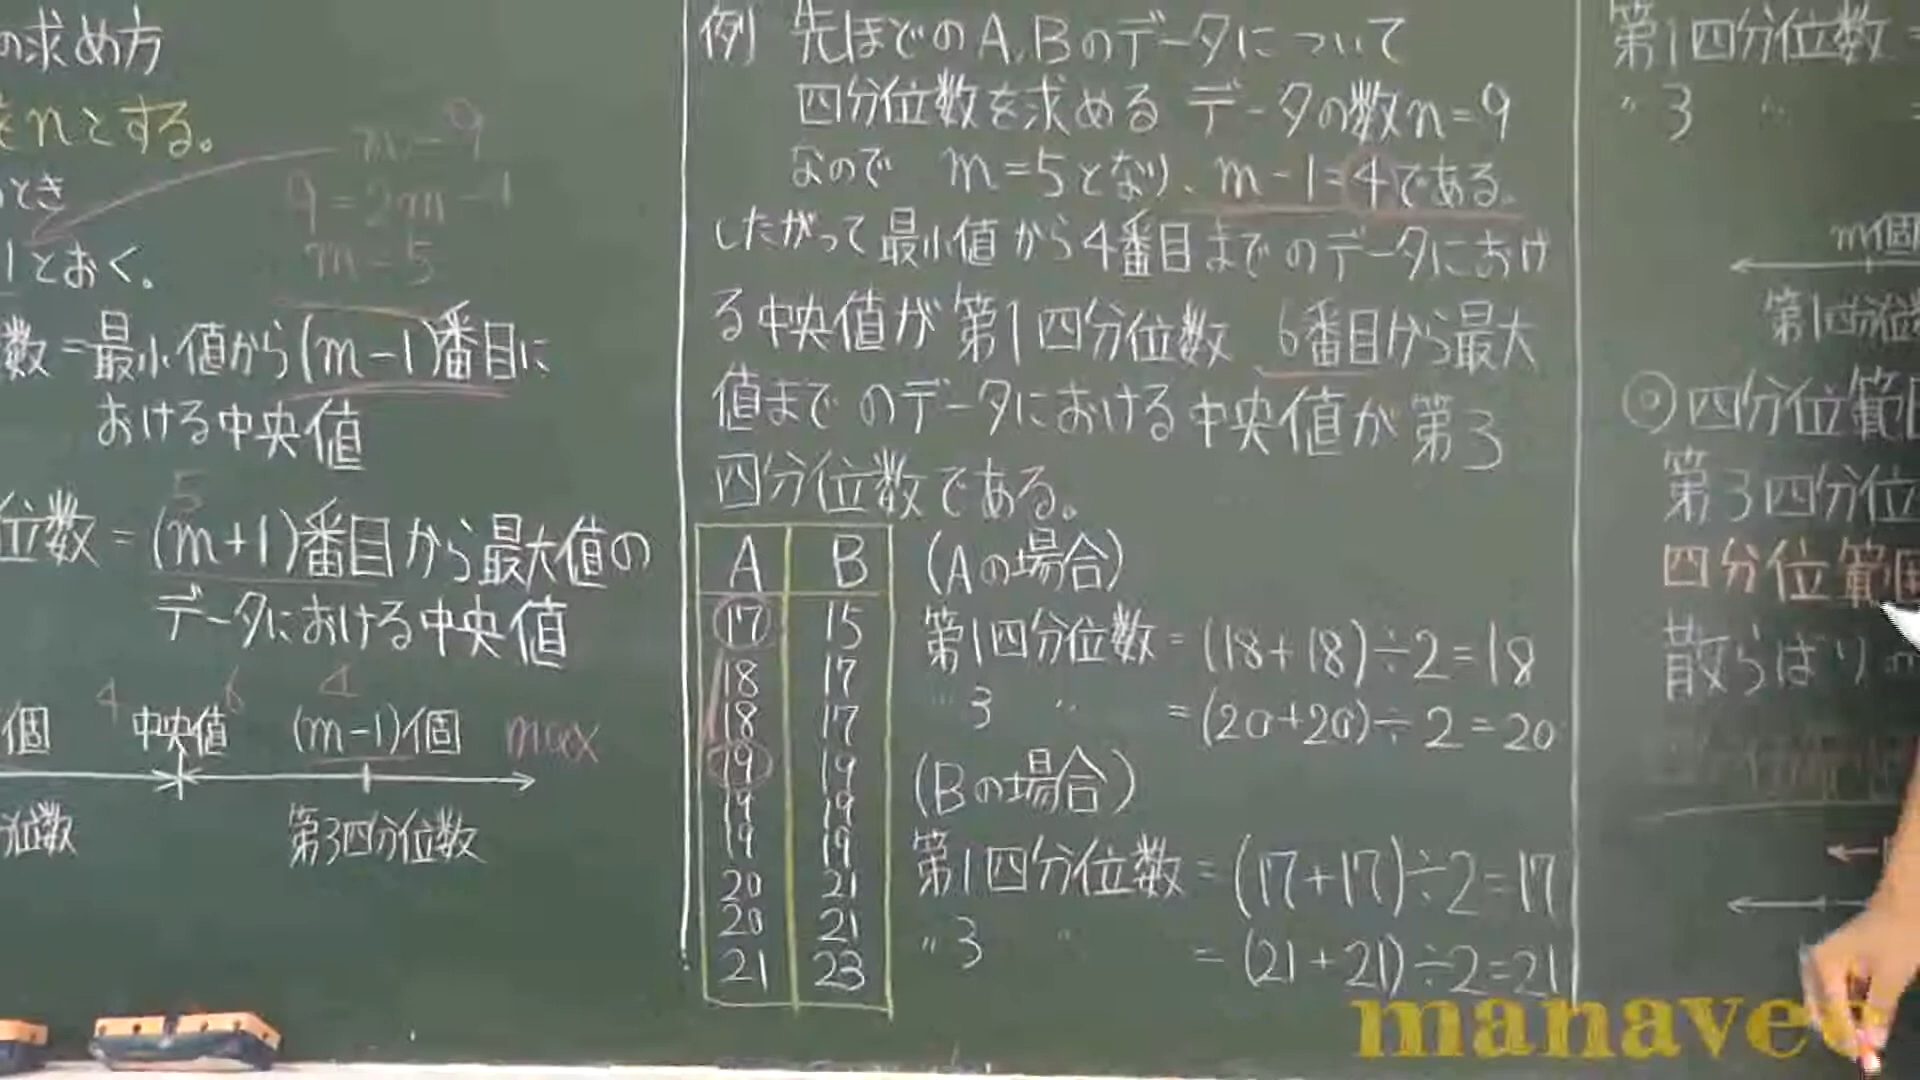 の求め方
nとする。
n=9
とき
9=2m-1
1とおく。
m=5
数=最小値から(m-1)番目に
おける中央値
5
位数=(m+1)番目から最大値の
データにおける中央値
4 6 4
個 中央値 (m-1)個 max
位数 第3四分位数
例 先ほどのA,Bのデータについて
四分位数を求める データの数n=9
なので m=5となり、m-1=4である。
したがって最小値から4番目までのデータにおけ
る中央値が第1四分位数 6番目から最大
値までのデータにおける中央値が第3
四分位数である。
A B
17 15
18 17
18 17
19 19
19 19
19 19
20 21
20 21
21 23
(Aの場合)
第1四分位数=(18+18)÷2=18
〃3 〃 =(20+20)÷2=20
(Bの場合)
第1四分位数=(17+17)÷2=17
〃3 〃 =(21+21)÷2=21
第1四分位数=
〃3 〃 =
m個
第1四分位数
◎四分位範囲
第3四分位
四分位範囲
散らばり
manavee